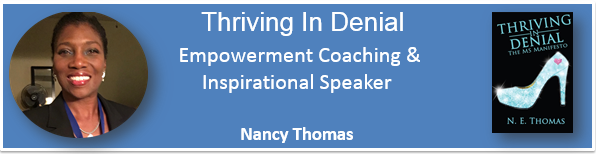 Thriving In Denial
Empowerment Coaching &
Inspirational Speaker
Nancy Thomas
THRIVING
IN
DENIAL
THE MS MANIFESTO
N. E. THOMAS